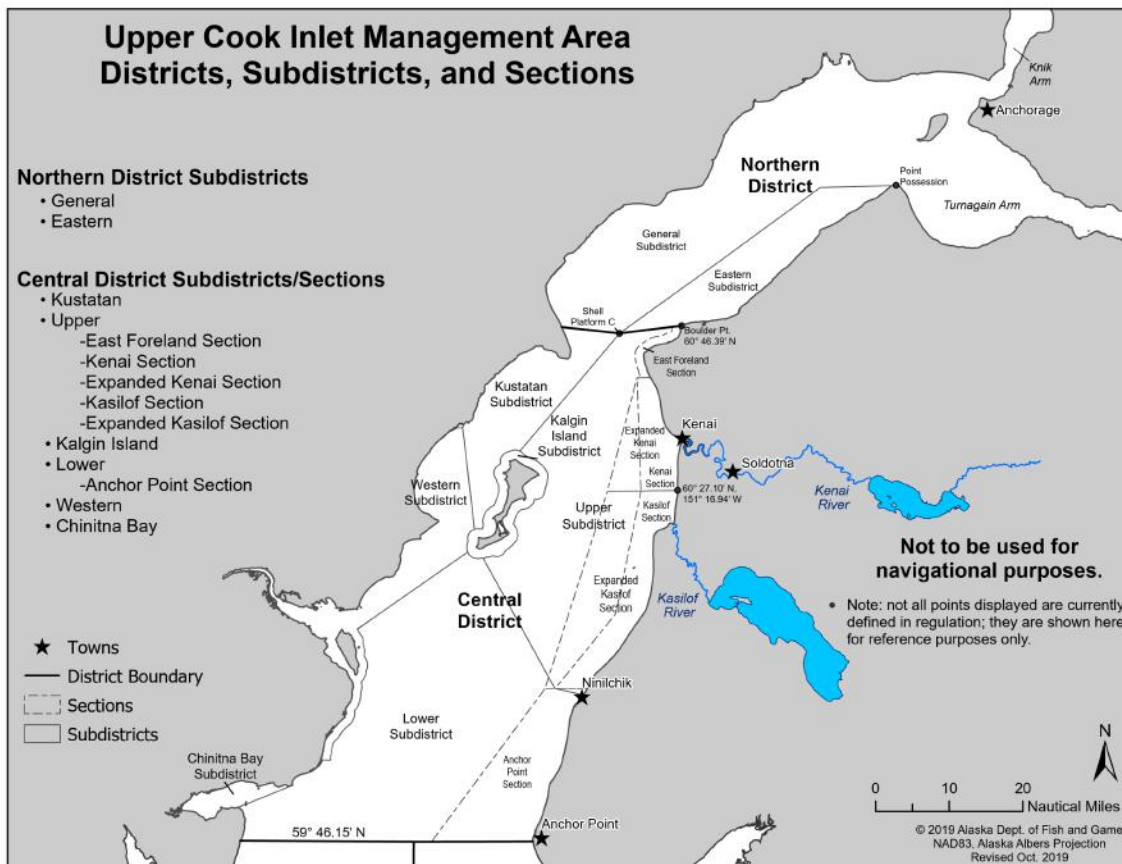 Upper Cook Inlet Management Area
Districts, Subdistricts, and Sections
Knik
Arm
Anchorage
Northern District Subdistricts
• General
• Eastern
Northern
District
Point
Possession
Turnagain Arm
General
Subdistrict
Eastern
Subdistrict
Central District Subdistricts/Sections
• Kustatan
• Upper
-East Foreland Section
-Kenai Section
-Expanded Kenai Section
-Kasilof Section
-Expanded Kasilof Section
• Kalgin Island
• Lower
-Anchor Point Section
• Western
• Chinitna Bay
Shell
Platform C
Boulder Pt.
60° 46.39' N
East Foreland
Section
Kustatan
Subdistrict
Kalgin
Island
Subdistrict
Expanded
Kenai
Section
Kenai
Soldotna
Kenai
Section
60° 27.10' N,
151° 16.94' W
Kenai
River
Western
Subdistrict
Upper
Subdistrict
Kasilof
Section
Not to be used for
navigational purposes.
Expanded
Kasilof
Section
Kasilof
River
Central
District
• Note: not all points displayed are currently
defined in regulation; they are shown here
for reference purposes only.
Towns
District Boundary
Sections
Subdistricts
Ninilchik
Lower
Subdistrict
Chinitna Bay
Subdistrict
Anchor
Point
Section
N
0 10 20
Nautical Miles
59° 46.15' N
Anchor Point
© 2019 Alaska Dept. of Fish and Game
NAD83, Alaska Albers Projection
Revised Oct. 2019